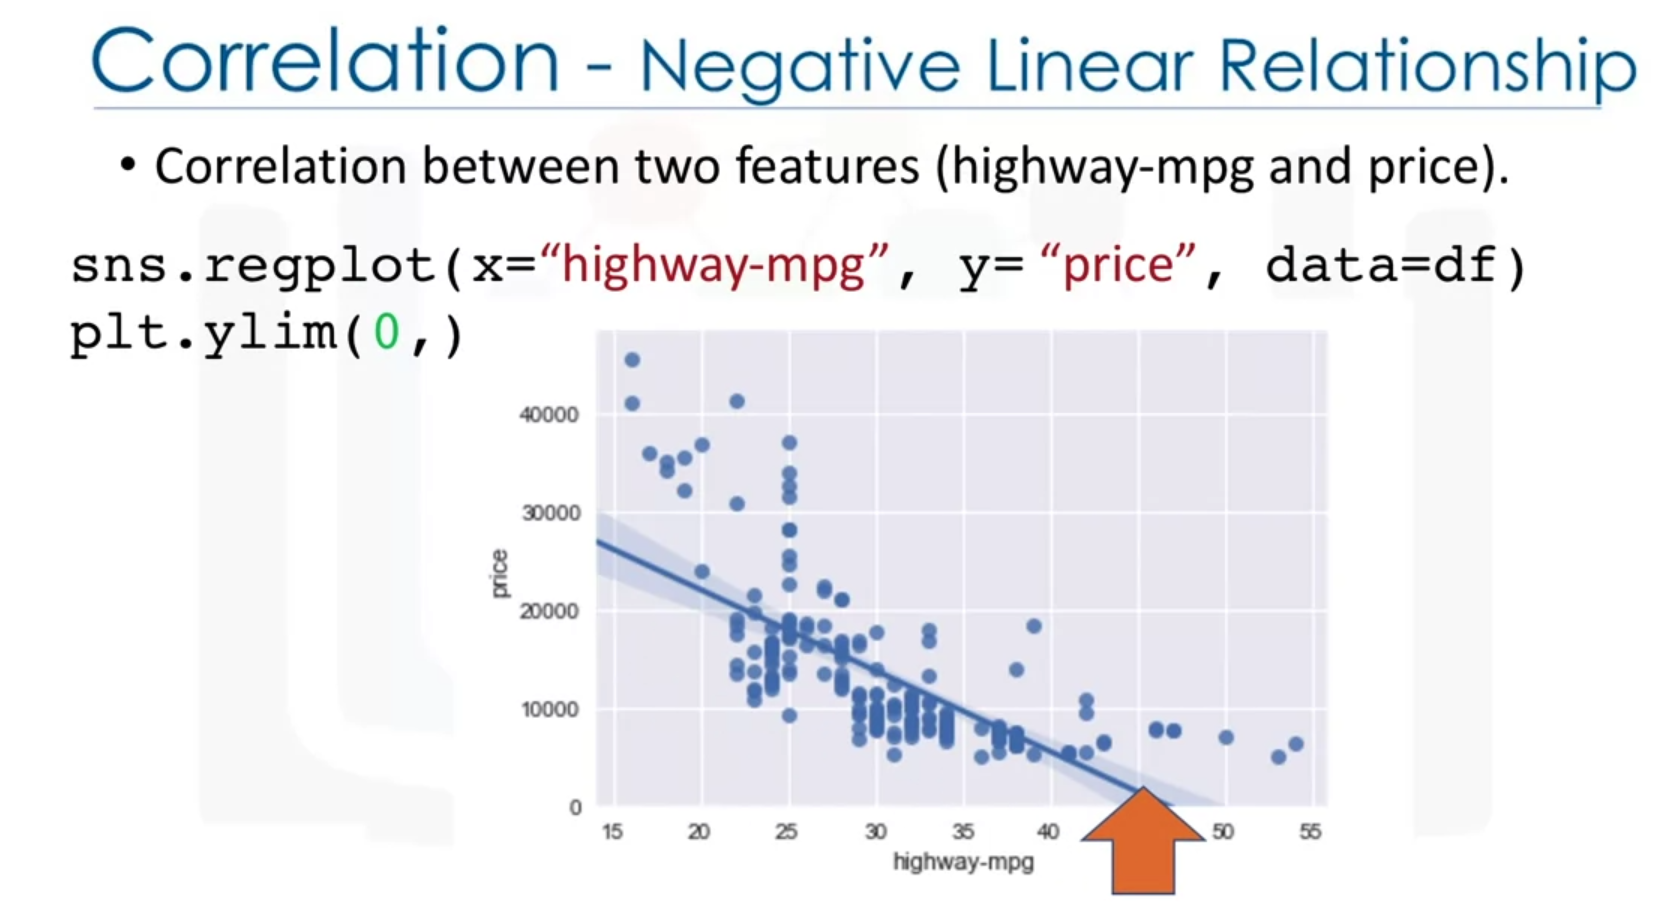 Correlation - Negative Linear Relationship
• Correlation between two features (highway-mpg and price).
sns.regplot(x=“highway-mpg”, y= “price”, data=df)
plt.ylim(0,)
40000
30000
20000
10000
0
price
15 20 25 30 35 40 50 55
highway-mpg